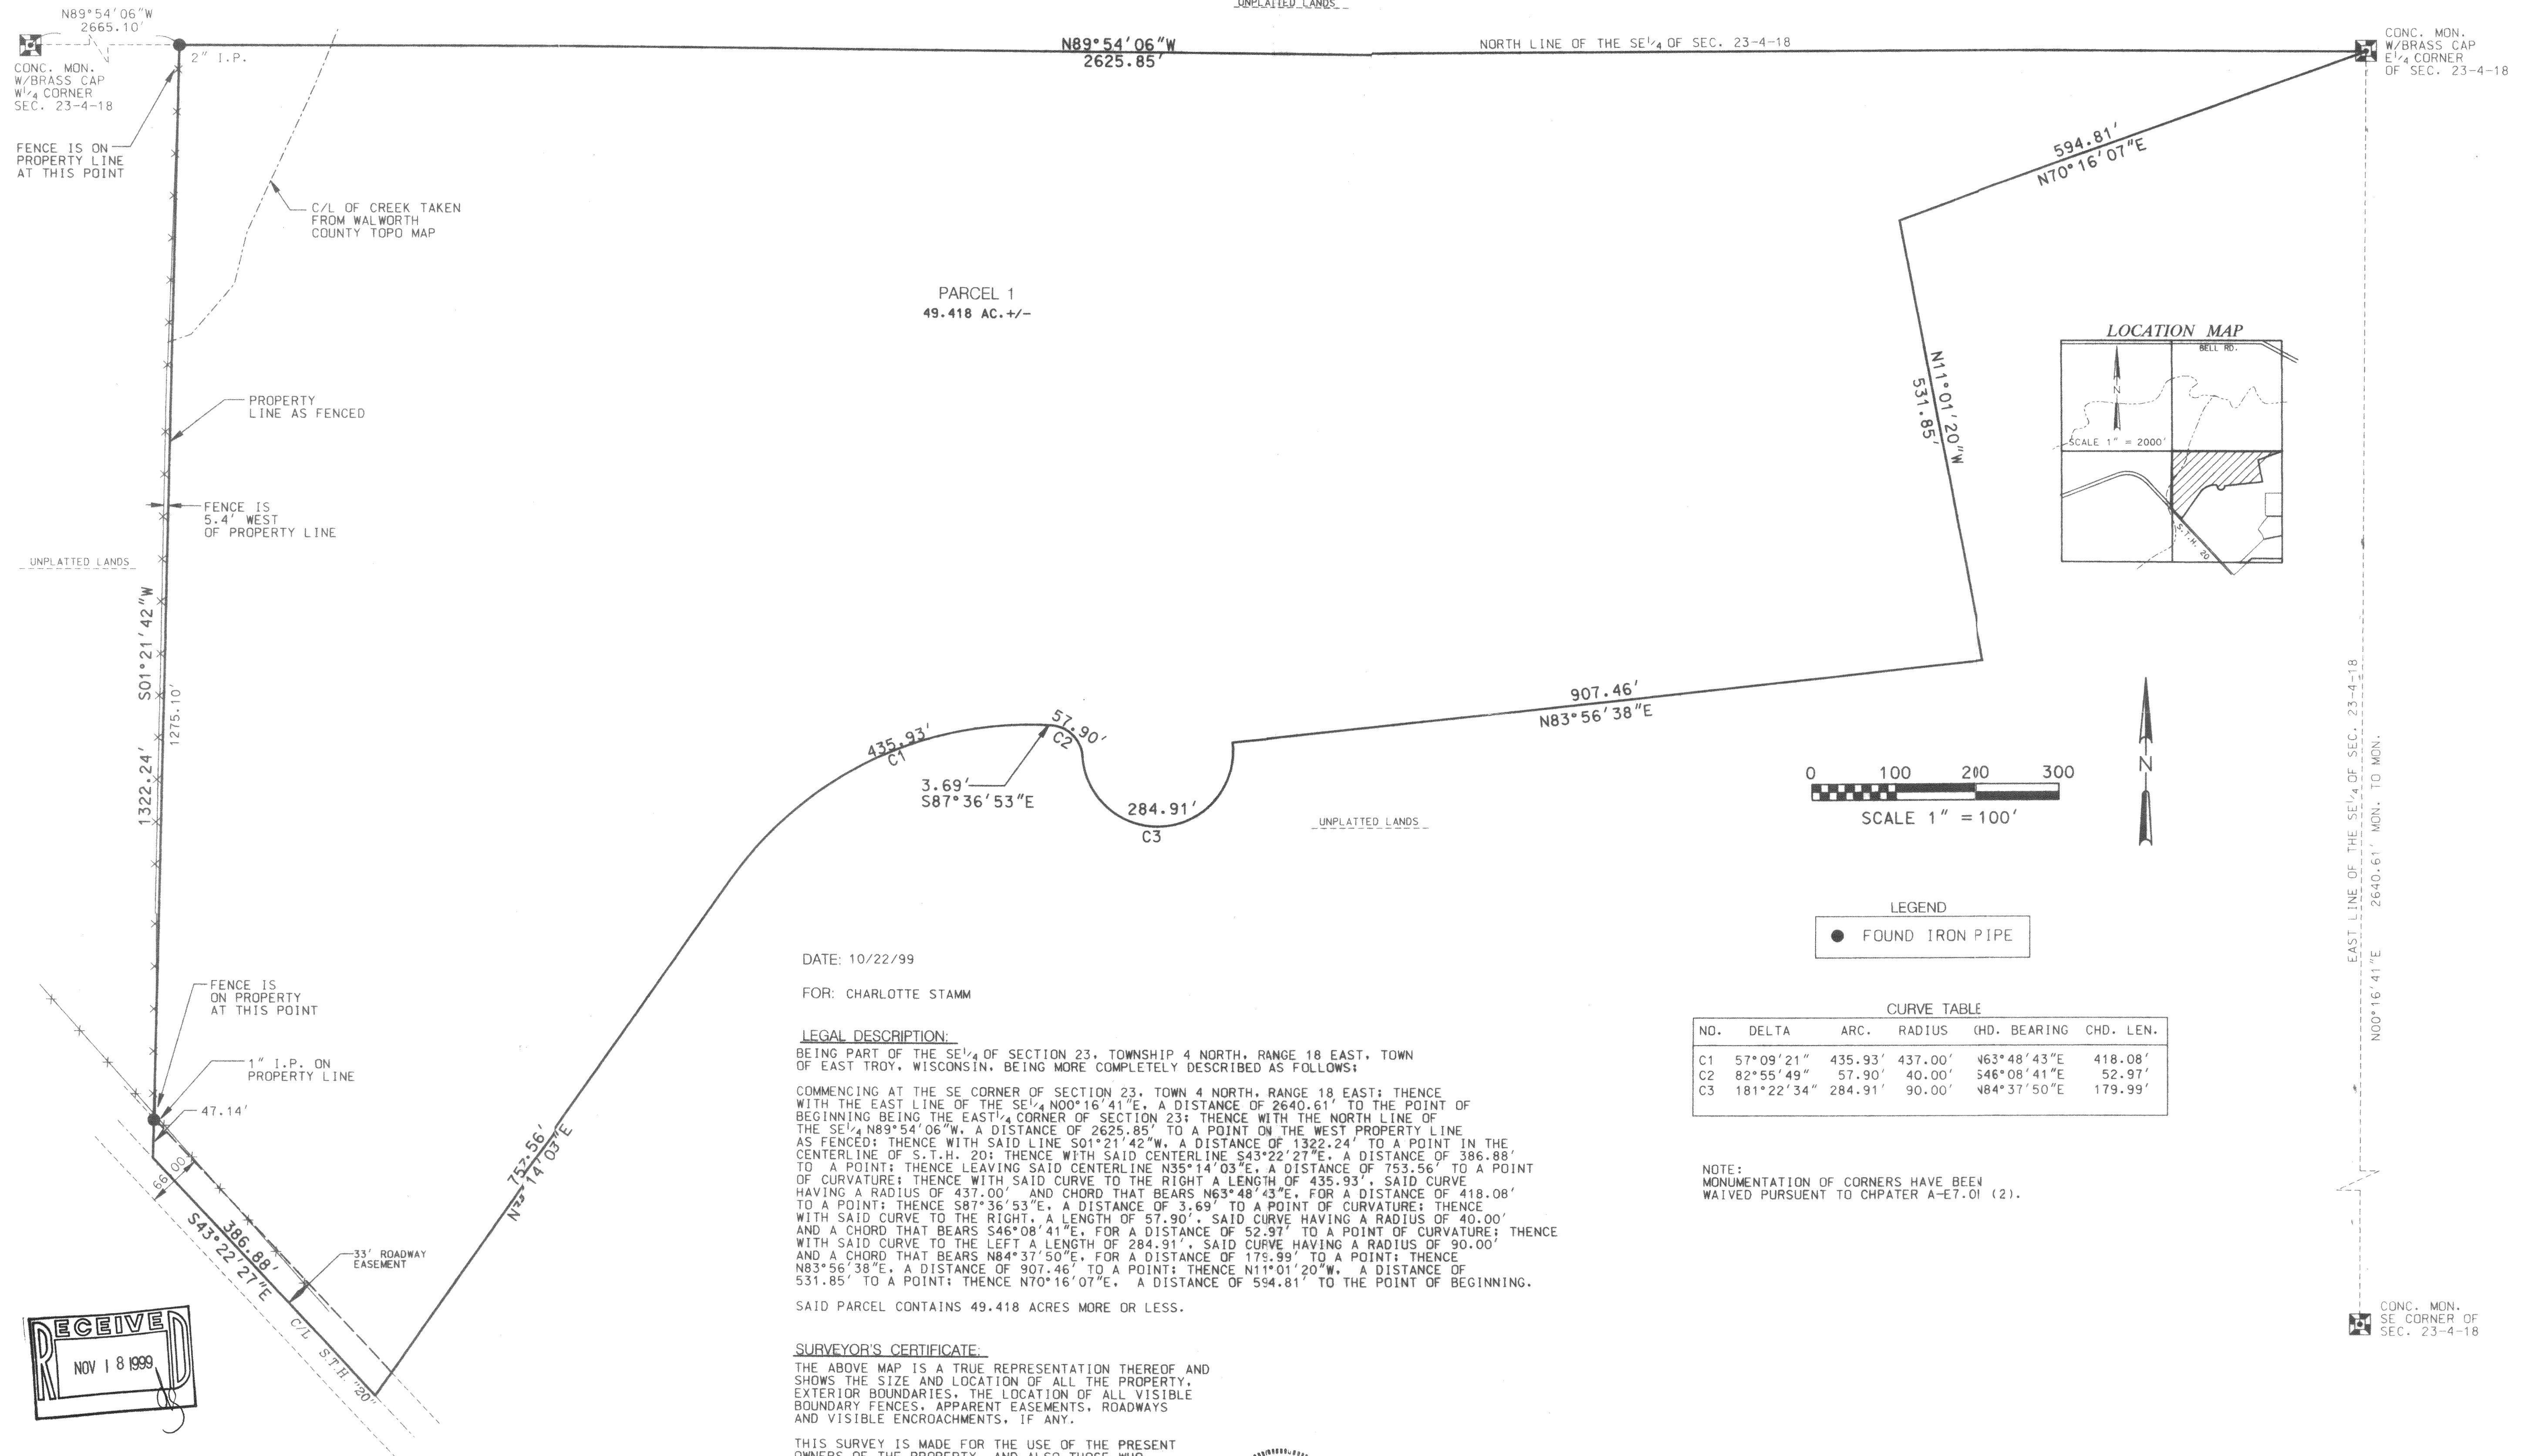 UNPLATTED LANDS
N89°54'06"W
2665.10'
CONC. MON.
W/BRASS CAP
W1/4 CORNER
SEC. 23-4-18
2" I.P.
N89°54'06"W
2625.85'
NORTH LINE OF THE SE1/4 OF SEC. 23-4-18
CONC. MON.
W/BRASS CAP
E1/4 CORNER
OF SEC. 23-4-18
FENCE IS ON
PROPERTY LINE
AT THIS POINT
C/L OF CREEK TAKEN
FROM WALWORTH
COUNTY TOPO MAP
594.81'
N70°16'07"E
PARCEL 1
49.418 AC.+/-
N11°01'20"W
531.85'
LOCATION MAP
BELL RD.
N
SCALE 1" = 2000'
S.T.H. 20
PROPERTY
LINE AS FENCED
FENCE IS
5.4' WEST
OF PROPERTY LINE
UNPLATTED LANDS
S01°21'42"W
1275.10'
1322.24'
907.46'
N83°56'38"E
435.93'
C1
57.90'
C2
3.69'
S87°36'53"E
284.91'
C3
UNPLATTED LANDS
0 100 200 300
SCALE 1" = 100'
N
EAST LINE OF THE SE1/4 OF SEC. 23-4-18
N00°16'41"E 2640.61' MON. TO MON.
LEGEND
FOUND IRON PIPE
CURVE TABLE
NO. DELTA ARC. RADIUS CHD. BEARING CHD. LEN.
C1 57°09'21" 435.93' 437.00' N63°48'43"E 418.08'
C2 82°55'49" 57.90' 40.00' S46°08'41"E 52.97'
C3 181°22'34" 284.91' 90.00' N84°37'50"E 179.99'
NOTE:
MONUMENTATION OF CORNERS HAVE BEEN
WAIVED PURSUENT TO CHPATER A-E7.01 (2).
FENCE IS
ON PROPERTY
AT THIS POINT
1" I.P. ON
PROPERTY LINE
47.14'
66.00'
386.88'
S43°22'27"E
33' ROADWAY
EASEMENT
C/L S.T.H. "20"
14'03"E
DATE: 10/22/99
FOR: CHARLOTTE STAMM
LEGAL DESCRIPTION:
BEING PART OF THE SE1/4 OF SECTION 23, TOWNSHIP 4 NORTH, RANGE 18 EAST, TOWN
OF EAST TROY, WISCONSIN, BEING MORE COMPLETELY DESCRIBED AS FOLLOWS:
COMMENCING AT THE SE CORNER OF SECTION 23, TOWN 4 NORTH, RANGE 18 EAST; THENCE
WITH THE EAST LINE OF THE SE1/4 N00°16'41"E, A DISTANCE OF 2640.61' TO THE POINT OF
BEGINNING BEING THE EAST1/4 CORNER OF SECTION 23; THENCE WITH THE NORTH LINE OF
THE SE1/4 N89°54'06"W, A DISTANCE OF 2625.85' TO A POINT ON THE WEST PROPERTY LINE
AS FENCED; THENCE WITH SAID LINE S01°21'42"W, A DISTANCE OF 1322.24' TO A POINT IN THE
CENTERLINE OF S.T.H. 20; THENCE WITH SAID CENTERLINE S43°22'27"E, A DISTANCE OF 386.88'
TO A POINT; THENCE LEAVING SAID CENTERLINE N35°14'03"E, A DISTANCE OF 753.56' TO A POINT
OF CURVATURE; THENCE WITH SAID CURVE TO THE RIGHT A LENGTH OF 435.93', SAID CURVE
HAVING A RADIUS OF 437.00' AND CHORD THAT BEARS N63°48'43"E, FOR A DISTANCE OF 418.08'
TO A POINT; THENCE S87°36'53"E, A DISTANCE OF 3.69' TO A POINT OF CURVATURE; THENCE
WITH SAID CURVE TO THE RIGHT, A LENGTH OF 57.90', SAID CURVE HAVING A RADIUS OF 40.00'
AND A CHORD THAT BEARS S46°08'41"E, FOR A DISTANCE OF 52.97' TO A POINT OF CURVATURE; THENCE
WITH SAID CURVE TO THE LEFT A LENGTH OF 284.91', SAID CURVE HAVING A RADIUS OF 90.00'
AND A CHORD THAT BEARS N84°37'50"E, FOR A DISTANCE OF 179.99' TO A POINT; THENCE
N83°56'38"E, A DISTANCE OF 907.46' TO A POINT; THENCE N11°01'20"W, A DISTANCE OF
531.85' TO A POINT; THENCE N70°16'07"E, A DISTANCE OF 594.81' TO THE POINT OF BEGINNING.
SAID PARCEL CONTAINS 49.418 ACRES MORE OR LESS.
SURVEYOR'S CERTIFICATE:
THE ABOVE MAP IS A TRUE REPRESENTATION THEREOF AND
SHOWS THE SIZE AND LOCATION OF ALL THE PROPERTY,
EXTERIOR BOUNDARIES, THE LOCATION OF ALL VISIBLE
BOUNDARY FENCES, APPARENT EASEMENTS, ROADWAYS
AND VISIBLE ENCROACHMENTS, IF ANY.
THIS SURVEY IS MADE FOR THE USE OF THE PRESENT
OWNERS OF THE PROPERTY, AND ALSO THOSE WHO
RECEIVED
NOV 18 1999
CONC. MON.
SE CORNER OF
SEC. 23-4-18